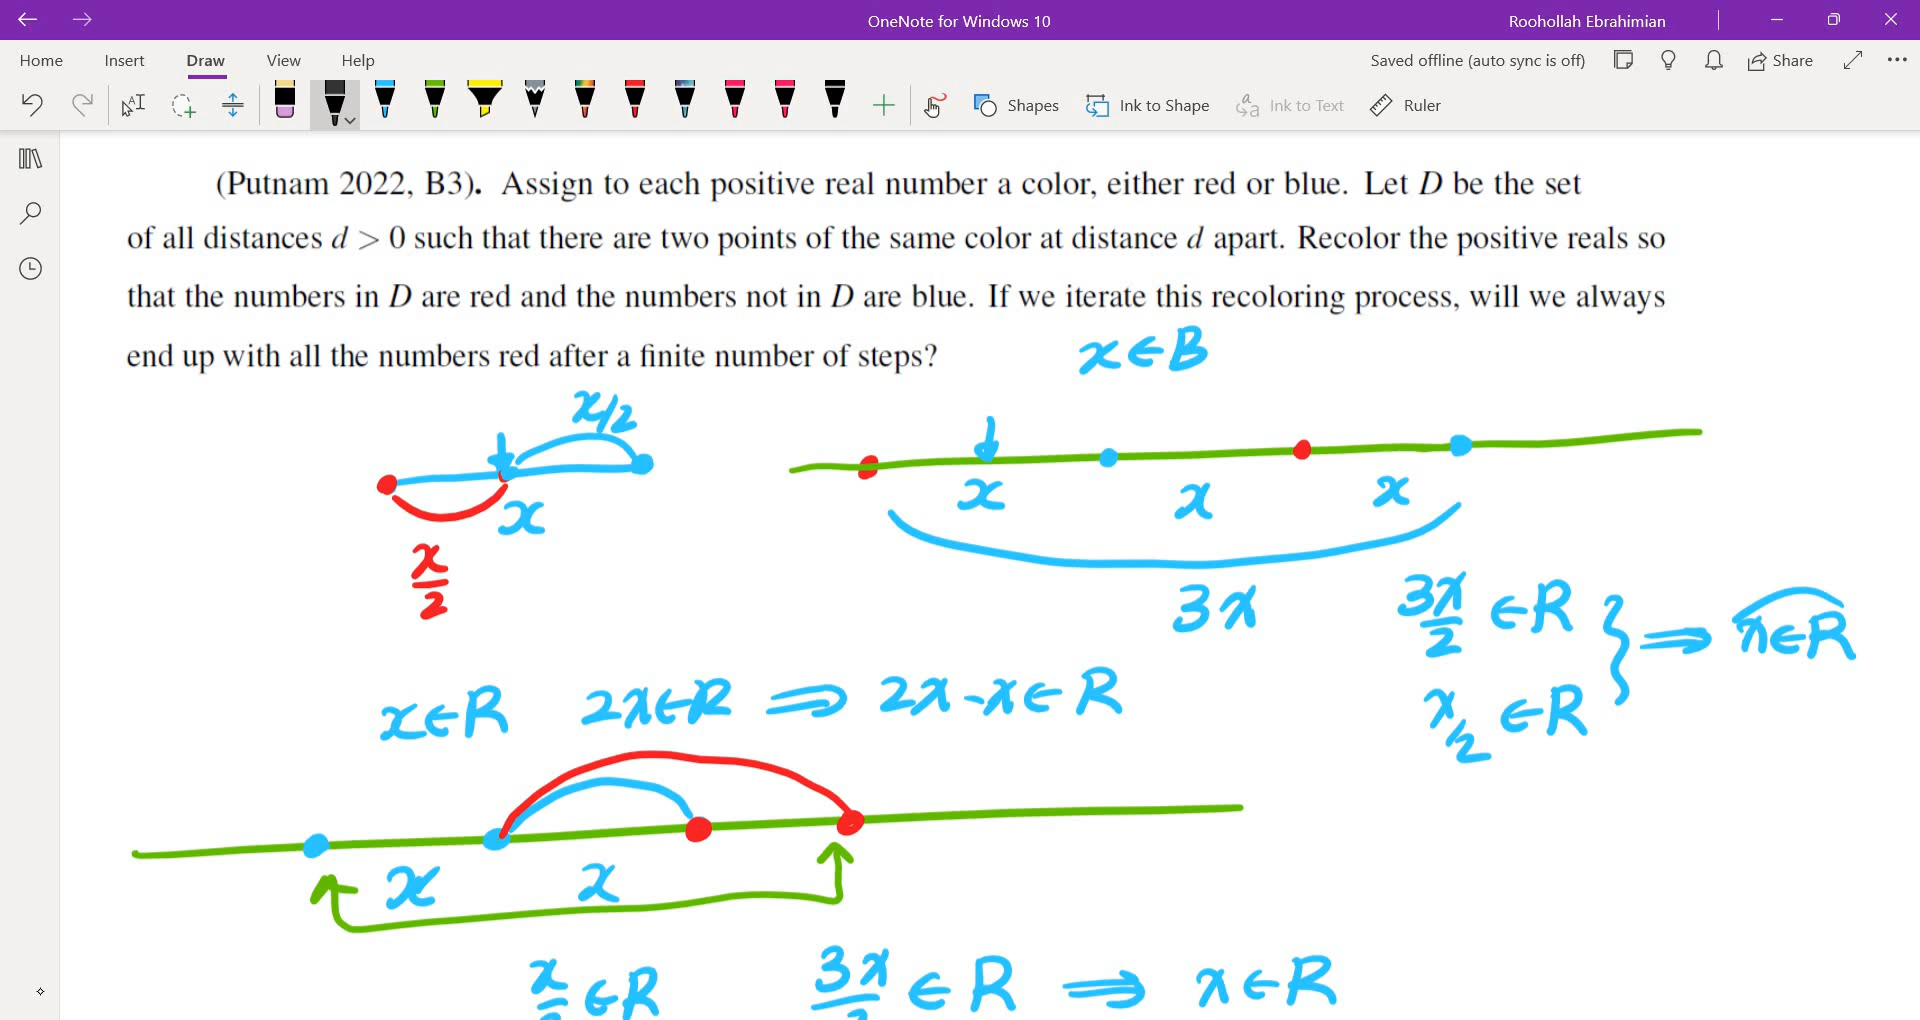 OneNote for Windows 10
Roohollah Ebrahimian
Home Insert Draw View Help
Saved offline (auto sync is off) Share
Shapes Ink to Shape Ink to Text Ruler
(Putnam 2022, B3). Assign to each positive real number a color, either red or blue. Let D be the set
of all distances d > 0 such that there are two points of the same color at distance d apart. Recolor the positive reals so
that the numbers in D are red and the numbers not in D are blue. If we iterate this recoloring process, will we always
end up with all the numbers red after a finite number of steps?
x ∈ B
x/2
x
x/2
x x x
3x
3x/2 ∈ R
x/2 ∈ R
} ⟹ x ∈ R
x ∈ R 2x ∈ R ⟹ 2x - x ∈ R
x x
x/2 ∈ R 3x/2 ∈ R ⟹ x ∈ R